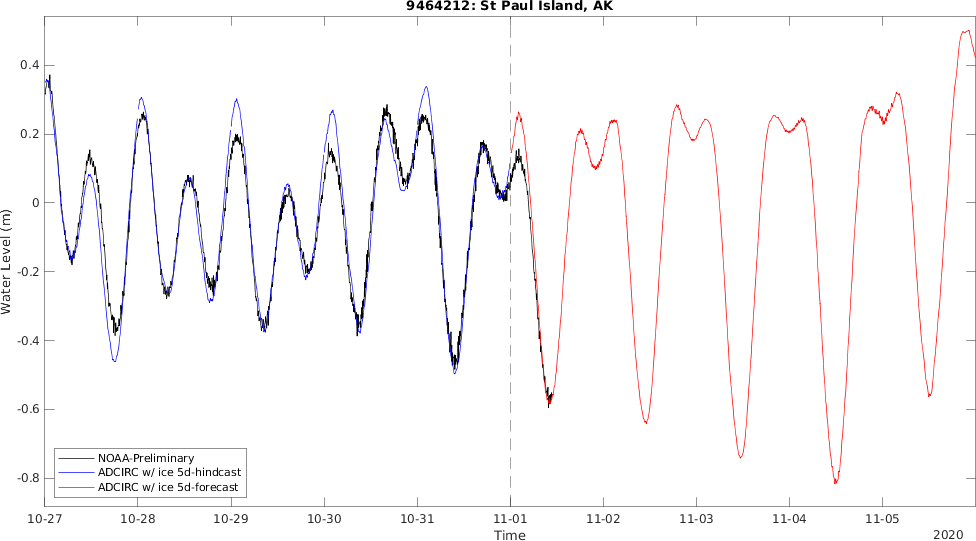 9464212: St Paul Island, AK
0.4
0.2
0
-0.2
-0.4
-0.6
-0.8
Water Level (m)
NOAA-Preliminary
ADCIRC w/ ice 5d-hindcast
ADCIRC w/ ice 5d-forecast
10-27 10-28 10-29 10-30 10-31 11-01 11-02 11-03 11-04 11-05
Time
2020